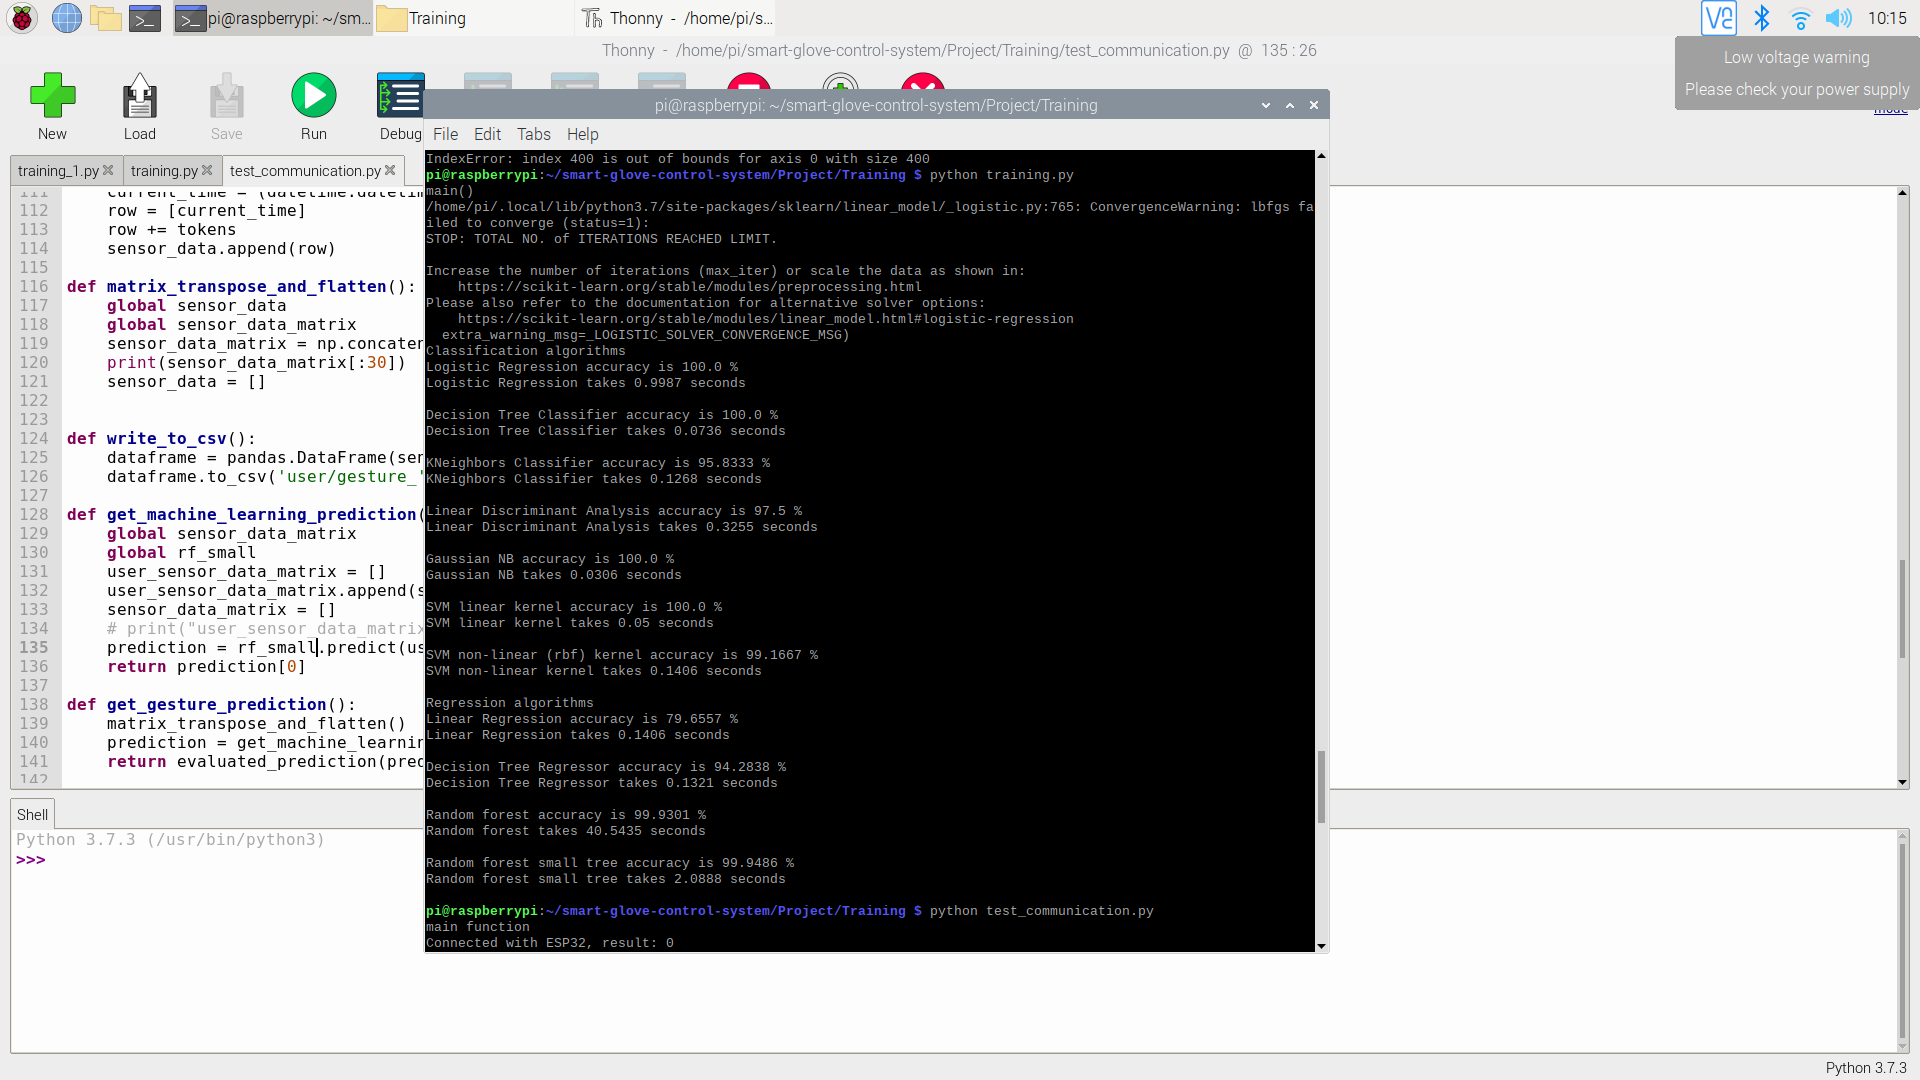 pi@raspberrypi: ~/sm...
Training
Thonny - /home/pi/s...
10:15
Thonny - /home/pi/smart-glove-control-system/Project/Training/test_communication.py @ 135 : 26
Low voltage warning
Please check your power supply
mode
New
Load
Save
Run
Debug
training_1.py
training.py
test_communication.py
111
112 row = [current_time]
113 row += tokens
114 sensor_data.append(row)
115
116 def matrix_transpose_and_flatten():
117 global sensor_data
118 global sensor_data_matrix
119 sensor_data_matrix = np.concaten
120 print(sensor_data_matrix[:30])
121 sensor_data = []
122
123
124 def write_to_csv():
125 dataframe = pandas.DataFrame(sen
126 dataframe.to_csv('user/gesture_'
127
128 def get_machine_learning_prediction(
129 global sensor_data_matrix
130 global rf_small
131 user_sensor_data_matrix = []
132 user_sensor_data_matrix.append(s
133 sensor_data_matrix = []
134 # print("user_sensor_data_matrix
135 prediction = rf_small.predict(us
136 return prediction[0]
137
138 def get_gesture_prediction():
139 matrix_transpose_and_flatten()
140 prediction = get_machine_learnin
141 return evaluated_prediction(pred
142
pi@raspberrypi: ~/smart-glove-control-system/Project/Training
File Edit Tabs Help
IndexError: index 400 is out of bounds for axis 0 with size 400
pi@raspberrypi:~/smart-glove-control-system/Project/Training $ python training.py
main()
/home/pi/.local/lib/python3.7/site-packages/sklearn/linear_model/_logistic.py:765: ConvergenceWarning: lbfgs fa
iled to converge (status=1):
STOP: TOTAL NO. of ITERATIONS REACHED LIMIT.
Increase the number of iterations (max_iter) or scale the data as shown in:
https://scikit-learn.org/stable/modules/preprocessing.html
Please also refer to the documentation for alternative solver options:
https://scikit-learn.org/stable/modules/linear_model.html#logistic-regression
extra_warning_msg=_LOGISTIC_SOLVER_CONVERGENCE_MSG)
Classification algorithms
Logistic Regression accuracy is 100.0 %
Logistic Regression takes 0.9987 seconds
Decision Tree Classifier accuracy is 100.0 %
Decision Tree Classifier takes 0.0736 seconds
KNeighbors Classifier accuracy is 95.8333 %
KNeighbors Classifier takes 0.1268 seconds
Linear Discriminant Analysis accuracy is 97.5 %
Linear Discriminant Analysis takes 0.3255 seconds
Gaussian NB accuracy is 100.0 %
Gaussian NB takes 0.0306 seconds
SVM linear kernel accuracy is 100.0 %
SVM linear kernel takes 0.05 seconds
SVM non-linear (rbf) kernel accuracy is 99.1667 %
SVM non-linear kernel takes 0.1406 seconds
Regression algorithms
Linear Regression accuracy is 79.6557 %
Linear Regression takes 0.1406 seconds
Decision Tree Regressor accuracy is 94.2838 %
Decision Tree Regressor takes 0.1321 seconds
Random forest accuracy is 99.9301 %
Random forest takes 40.5435 seconds
Random forest small tree accuracy is 99.9486 %
Random forest small tree takes 2.0888 seconds
pi@raspberrypi:~/smart-glove-control-system/Project/Training $ python test_communication.py
main function
Connected with ESP32, result: 0
Shell
Python 3.7.3 (/usr/bin/python3)
>>>
Python 3.7.3